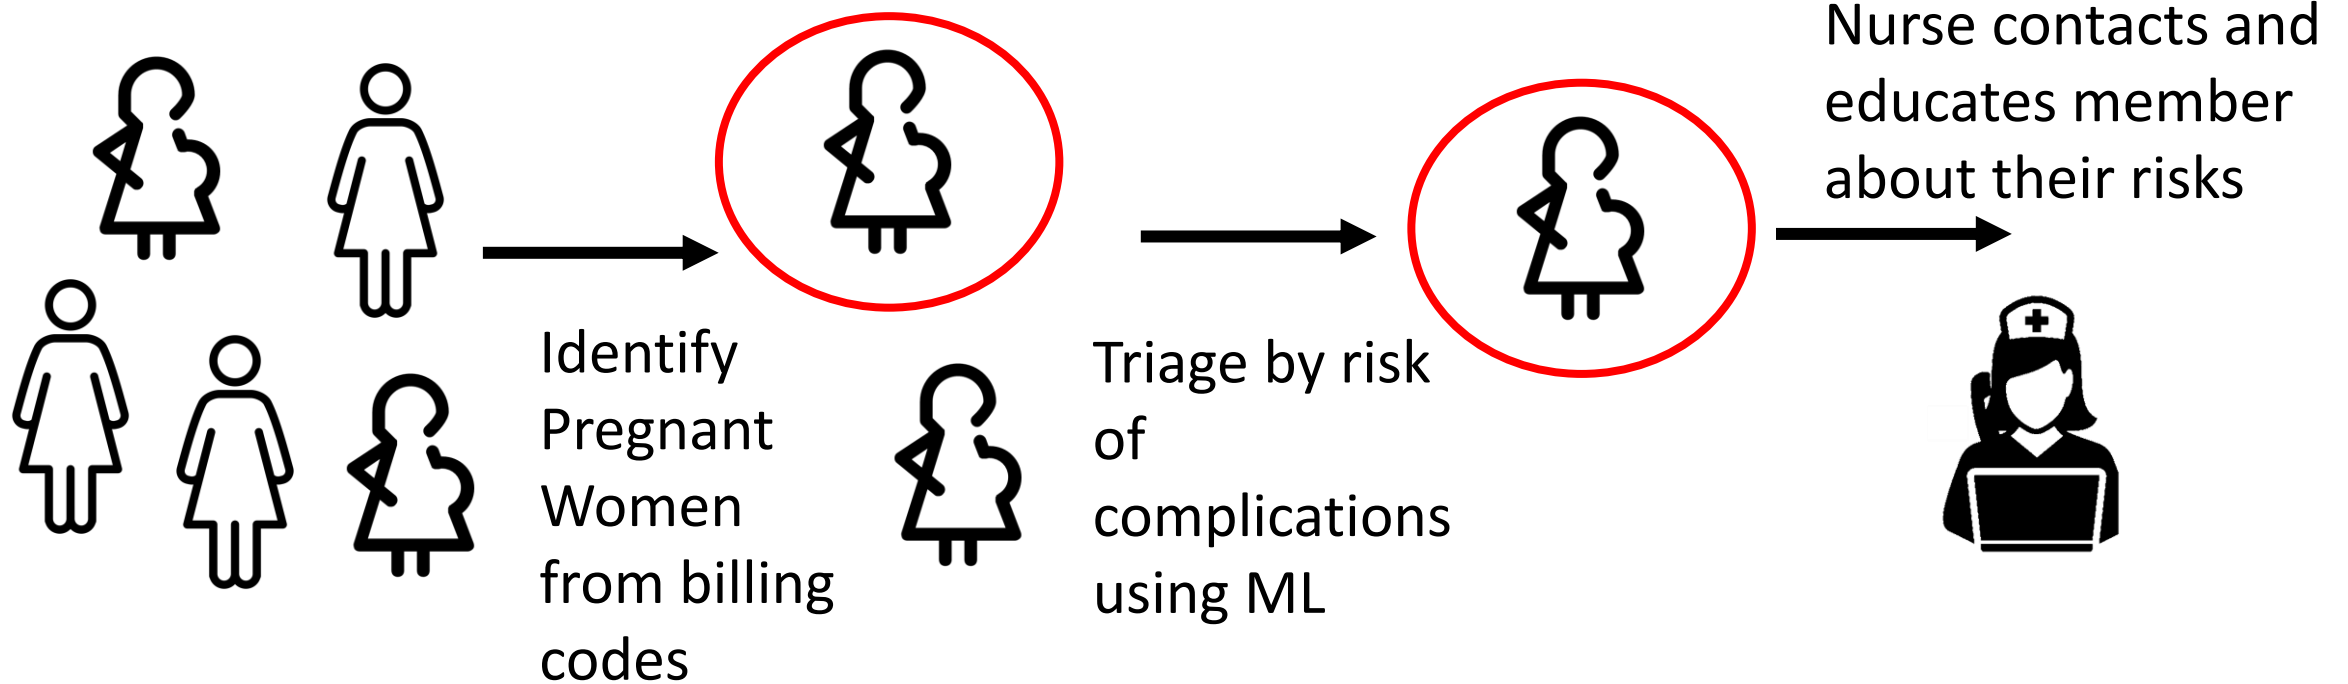 Identify
Pregnant
Women
from billing
codes
Triage by risk
of
complications
using ML
Nurse contacts and
educates member
about their risks